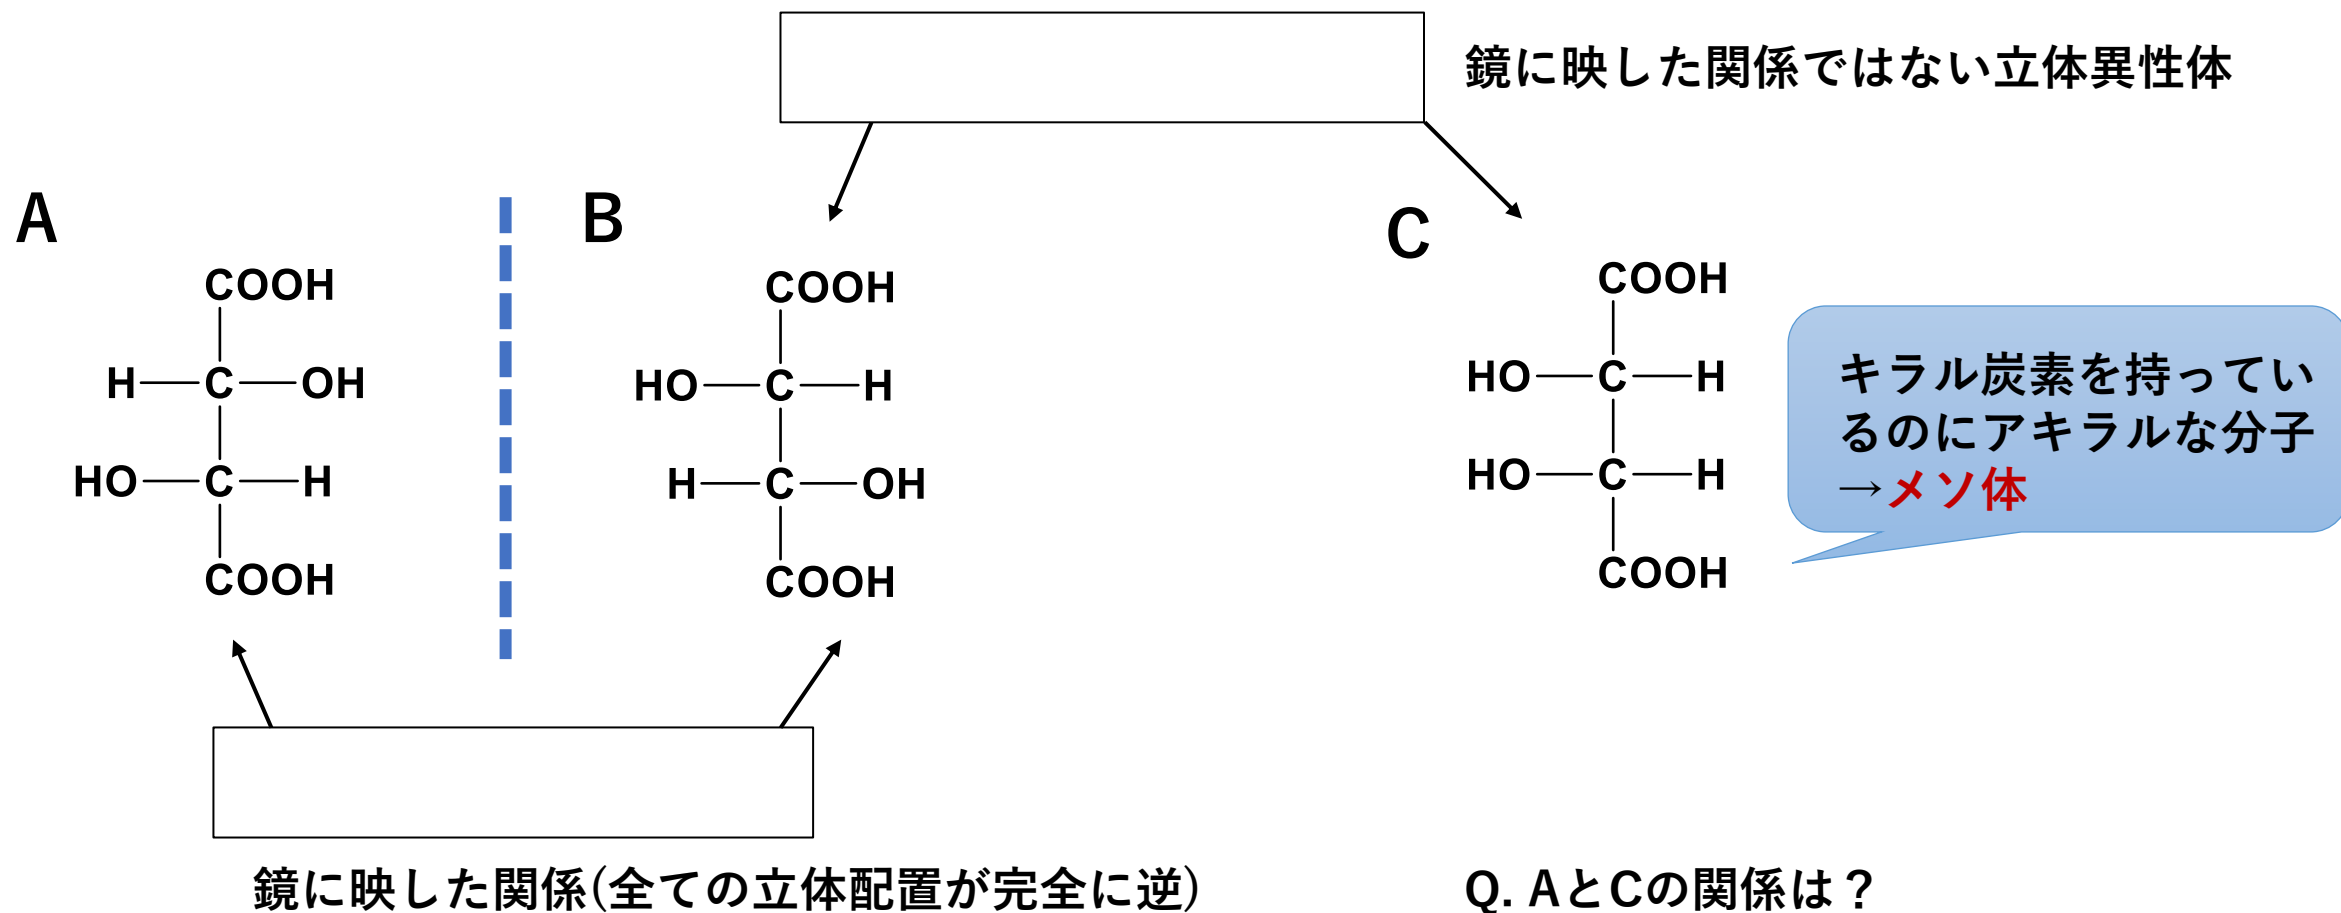 鏡に映した関係ではない立体異性体
A
COOH
H C OH
HO C H
COOH
B
COOH
HO C H
H C OH
COOH
C
COOH
HO C H
HO C H
COOH
キラル炭素を持ってい
るのにアキラルな分子
→メソ体
鏡に映した関係(全ての立体配置が完全に逆)
Q. AとCの関係は？